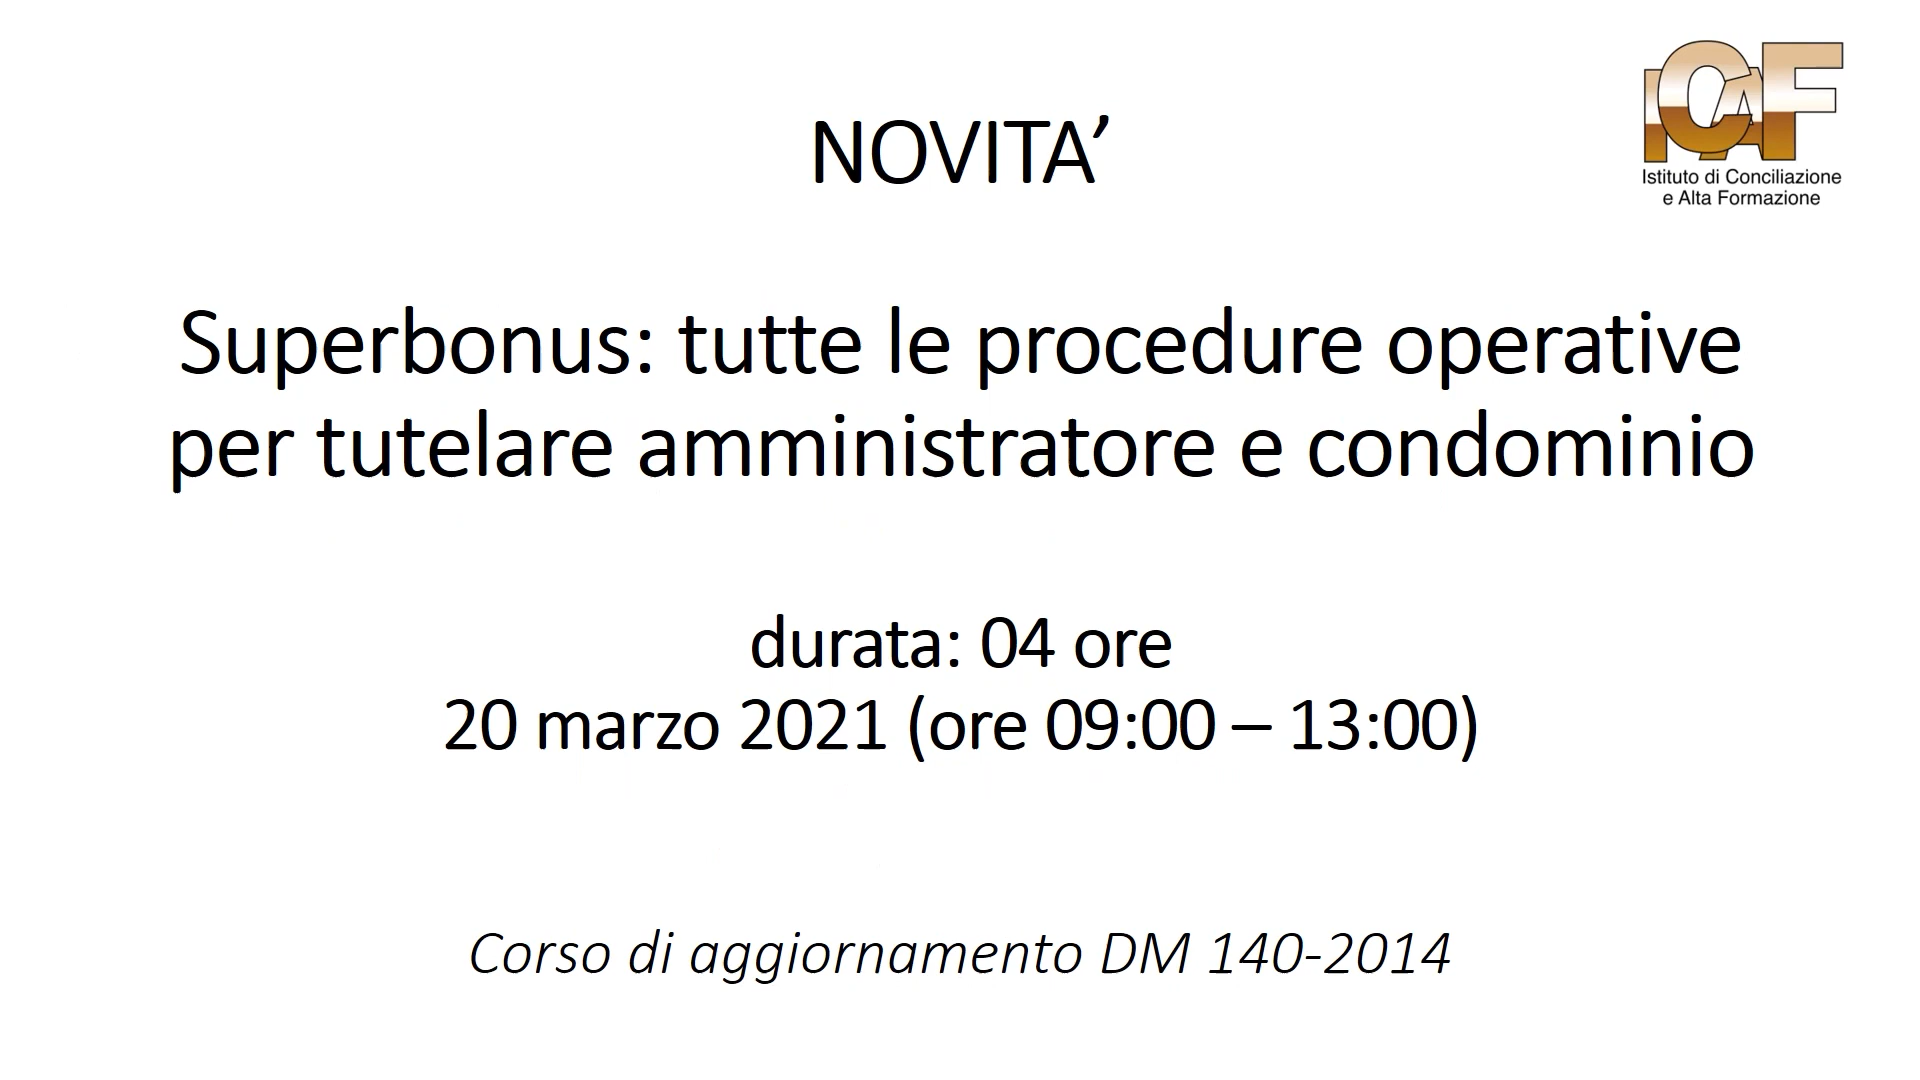 ICAF
Istituto di Conciliazione
e Alta Formazione
NOVITA’
Superbonus: tutte le procedure operative
per tutelare amministratore e condominio
durata: 04 ore
20 marzo 2021 (ore 09:00 – 13:00)
Corso di aggiornamento DM 140-2014